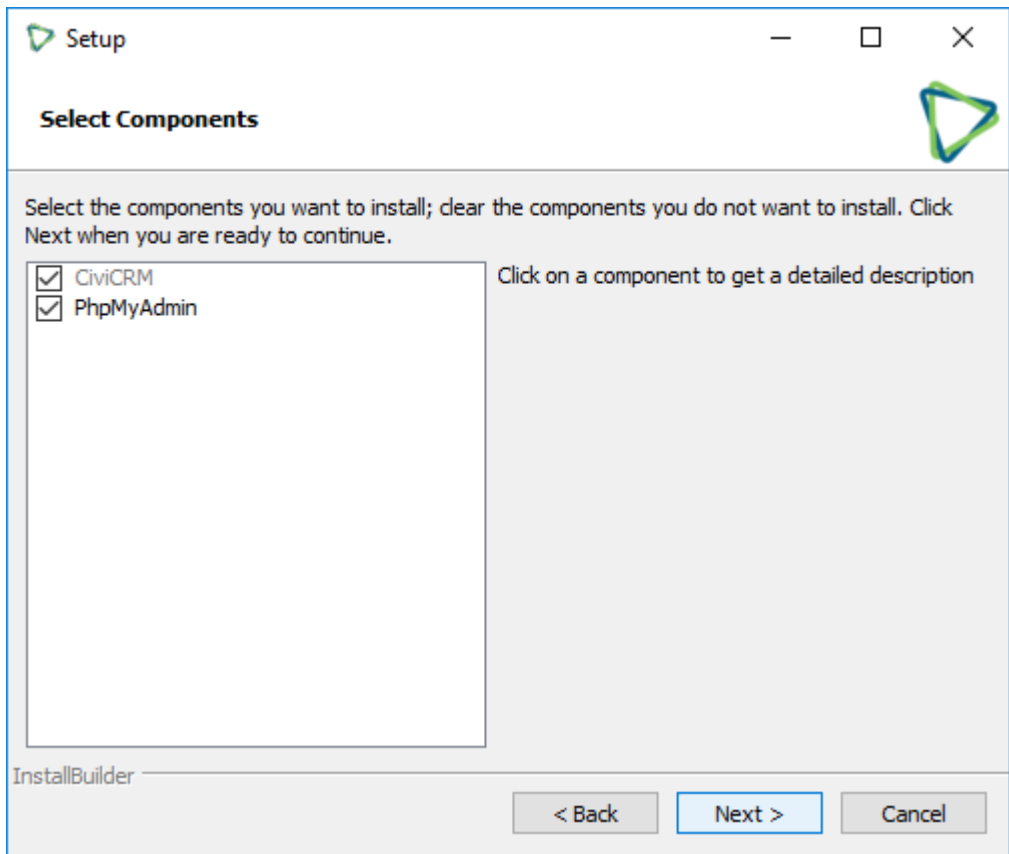 Setup
Select Components
Select the components you want to install; clear the components you do not want to install. Click
Next when you are ready to continue.
CiviCRM
PhpMyAdmin
Click on a component to get a detailed description
InstallBuilder
< Back
Next >
Cancel